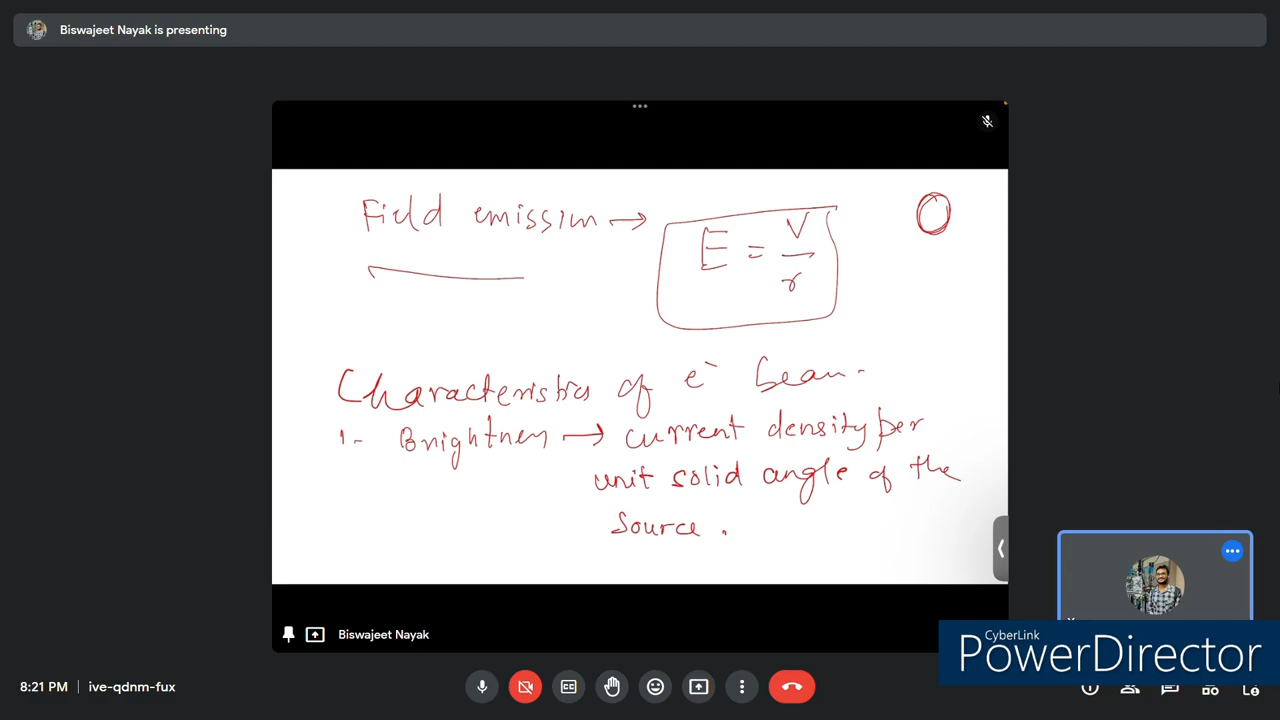 Biswajeet Nayak is presenting
Field emission → E = V/r
Characteristics of e⁻ beam.
1- Brightness → current density per
unit solid angle of the
source.
Biswajeet Nayak
CyberLink
PowerDirector
8:21 PM | ive-qdnm-fux